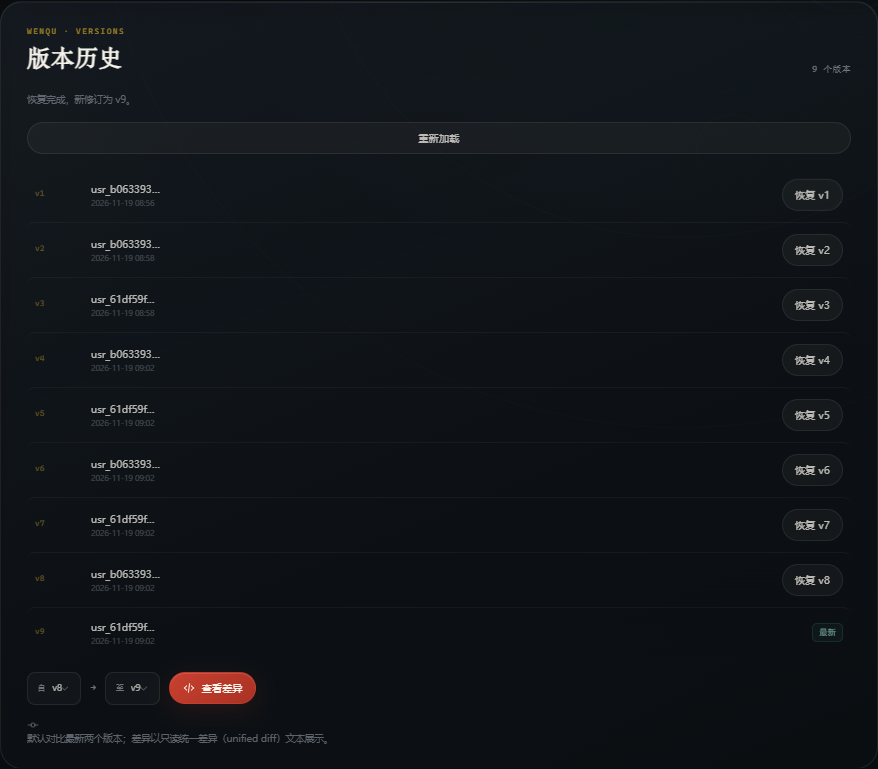 WENQU · VERSIONS
版本历史
9 个版本
恢复完成，新修订为 v9。
重新加载
v1 usr_b063393... 恢复 v1
2026-11-19 08:56
v2 usr_b063393... 恢复 v2
2026-11-19 08:58
v3 usr_61df59f... 恢复 v3
2026-11-19 08:58
v4 usr_b063393... 恢复 v4
2026-11-19 09:02
v5 usr_61df59f... 恢复 v5
2026-11-19 09:02
v6 usr_b063393... 恢复 v6
2026-11-19 09:02
v7 usr_61df59f... 恢复 v7
2026-11-19 09:02
v8 usr_b063393... 恢复 v8
2026-11-19 09:02
v9 usr_61df59f... 最新
2026-11-19 09:02
自 v8 → 至 v9 查看差异
默认对比最新两个版本；差异以只读统一差异（unified diff）文本展示。